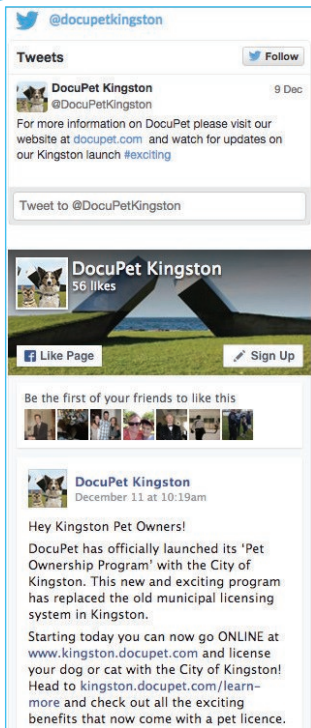 @docupetkingston
Tweets
Follow
DocuPet Kingston
9 Dec
@DocuPetKingston
For more information on DocuPet please visit our
website at docupet.com and watch for updates on
our Kingston launch #exciting
Tweet to @DocuPetKingston
DocuPet Kingston
56 likes
Like Page
Sign Up
Be the first of your friends to like this
DocuPet Kingston
December 11 at 10:19am
Hey Kingston Pet Owners!
DocuPet has officially launched its 'Pet
Ownership Program' with the City of
Kingston. This new and exciting program
has replaced the old municipal licensing
system in Kingston.
Starting today you can now go ONLINE at
www.kingston.docupet.com and license
your dog or cat with the City of Kingston!
Head to kingston.docupet.com/learn-
more and check out all the exciting
benefits that now come with a pet licence.